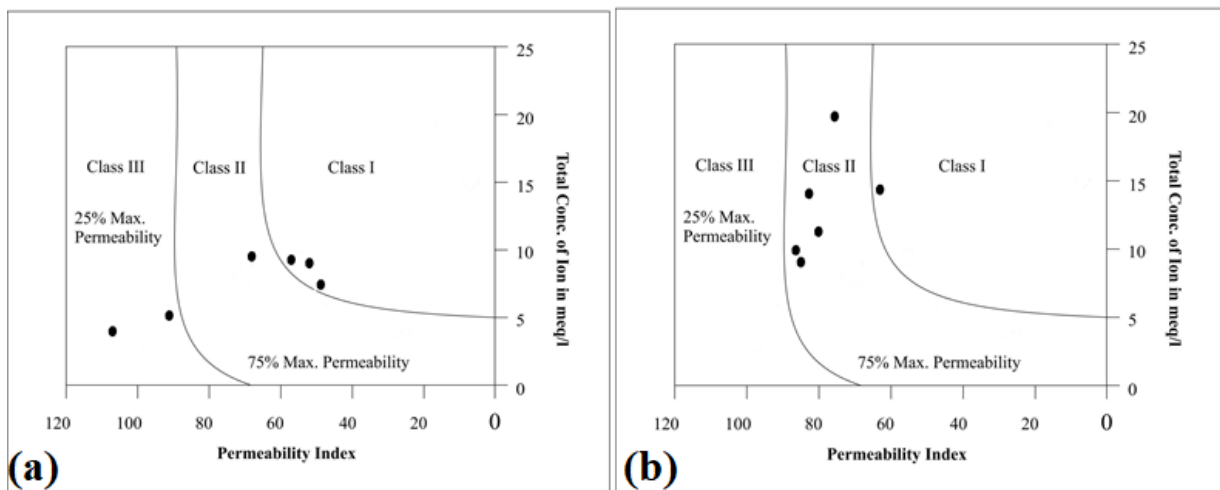 25
20
15
10
5
0
Total Conc. of Ion in meq/l
Class III
Class II
Class I
25% Max.
Permeability
75% Max. Permeability
120
100
80
60
40
20
0
Permeability Index
(a)
25
20
15
10
5
0
Total Conc. of Ion in meq/l
Class III
Class II
Class I
25% Max.
Permeability
75% Max. Permeability
120
100
80
60
40
20
0
Permeability Index
(b)